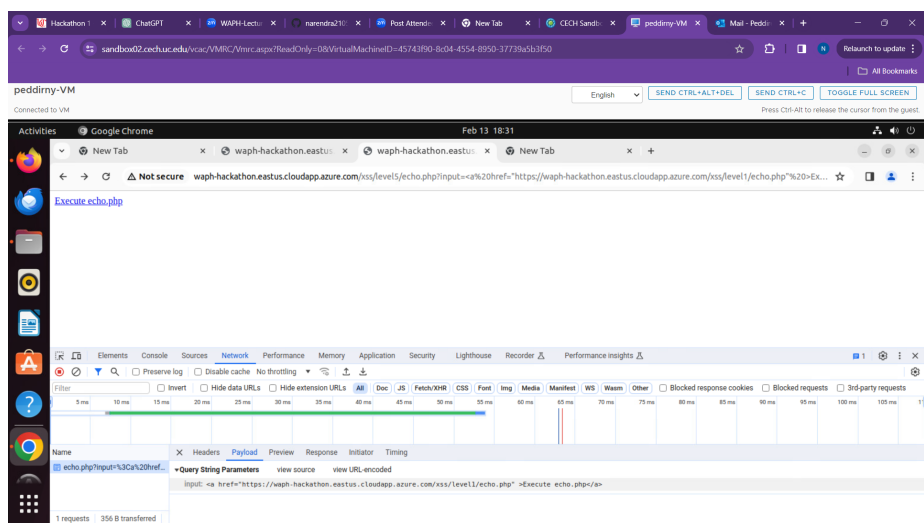 Hackathon 1
ChatGPT
WAPH-Lectur
narendra210
Post Attende
New Tab
CECH Sandb
peddirny-VM
Mail - Peddir
sandbox02.cech.uc.edu/vcac/VMRC/Vmrc.aspx?ReadOnly=0&VirtualMachineID=45743f90-8c04-4554-8950-37739a5b3f50
N
Relaunch to update
All Bookmarks
peddirny-VM
English
SEND CTRL+ALT+DEL
SEND CTRL+C
TOGGLE FULL SCREEN
Connected to VM
Press Ctrl-Alt to release the cursor from the guest.
Activities
Google Chrome
Feb 13 18:31
New Tab
waph-hackathon.eastus.
waph-hackathon.eastus.
New Tab
Not secure
waph-hackathon.eastus.cloudapp.azure.com/xss/level5/echo.php?input=<a%20href="https://waph-hackathon.eastus.cloudapp.azure.com/xss/level1/echo.php"%20>Ex...
Execute echo.php
Elements Console Sources Network Performance Memory Application Security Lighthouse Recorder Performance insights 1
Preserve log Disable cache No throttling
Filter Invert Hide data URLs Hide extension URLs All Doc JS Fetch/XHR CSS Font Img Media Manifest WS Wasm Other Blocked response cookies Blocked requests 3rd-party requests
5 ms 10 ms 15 ms 20 ms 25 ms 30 ms 35 ms 40 ms 45 ms 50 ms 55 ms 60 ms 65 ms 70 ms 75 ms 80 ms 85 ms 90 ms 95 ms 100 ms 105 ms
Name
Headers Payload Preview Response Initiator Timing
echo.php?input=%3Ca%20href...
Query String Parameters view source view URL-encoded
input: <a href="https://waph-hackathon.eastus.cloudapp.azure.com/xss/level1/echo.php" >Execute echo.php</a>
1 requests 356 B transferred